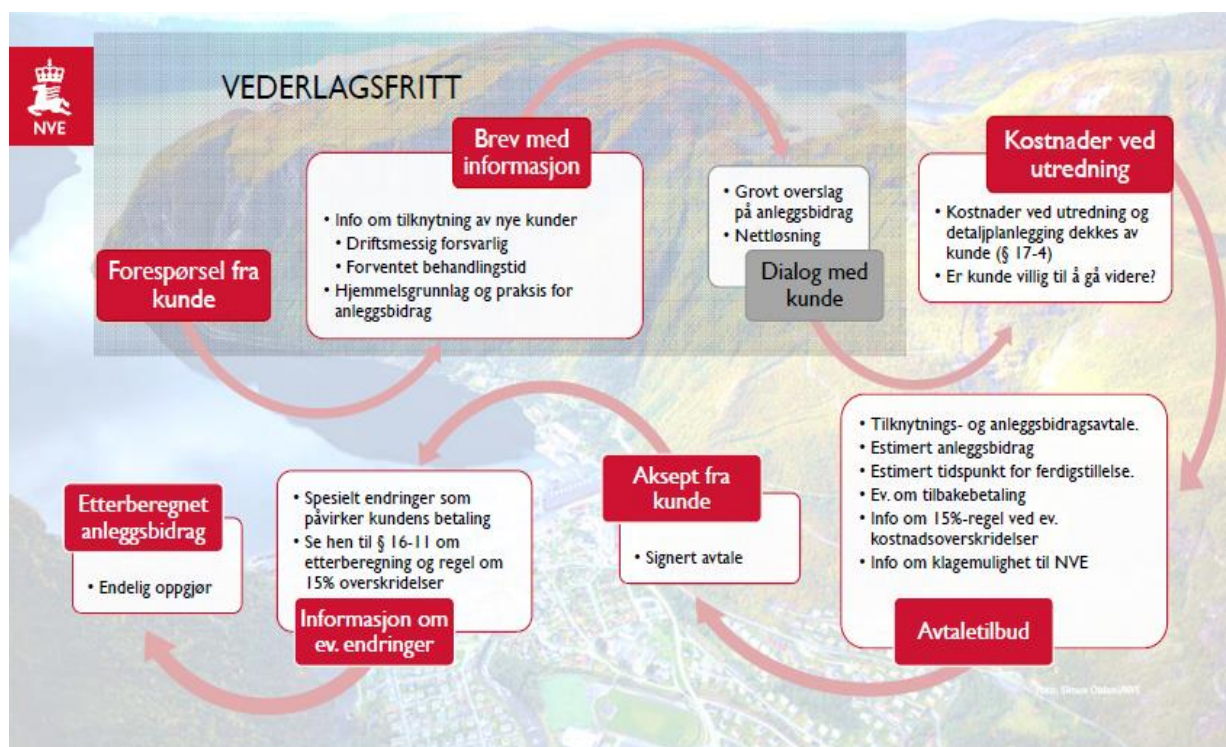 NVE
VEDERLAGSFRITT
Forespørsel fra
kunde
Brev med
informasjon
• Info om tilknytning av nye kunder
• Driftsmessig forsvarlig
• Forventet behandlingstid
• Hjemmelsgrunnlag og praksis for
anleggsbidrag
• Grovt overslag
på anleggsbidrag
• Nettløsning
Dialog med
kunde
Kostnader ved
utredning
• Kostnader ved utredning og
detaljplanlegging dekkes av
kunde (§ 17-4)
• Er kunde villig til å gå videre?
• Tilknytnings- og anleggsbidragsavtale.
• Estimert anleggsbidrag
• Estimert tidspunkt for ferdigstillelse.
• Ev. om tilbakebetaling
• Info om 15%-regel ved ev.
kostnadsoverskridelser
• Info om klagemulighet til NVE
Avtaletilbud
Aksept fra
kunde
• Signert avtale
• Spesielt endringer som
påvirker kundens betaling
• Se hen til § 16-11 om
etterberegning og regel om
15% overskridelser
Informasjon om
ev. endringer
Etterberegnet
anleggsbidrag
• Endelig oppgjør